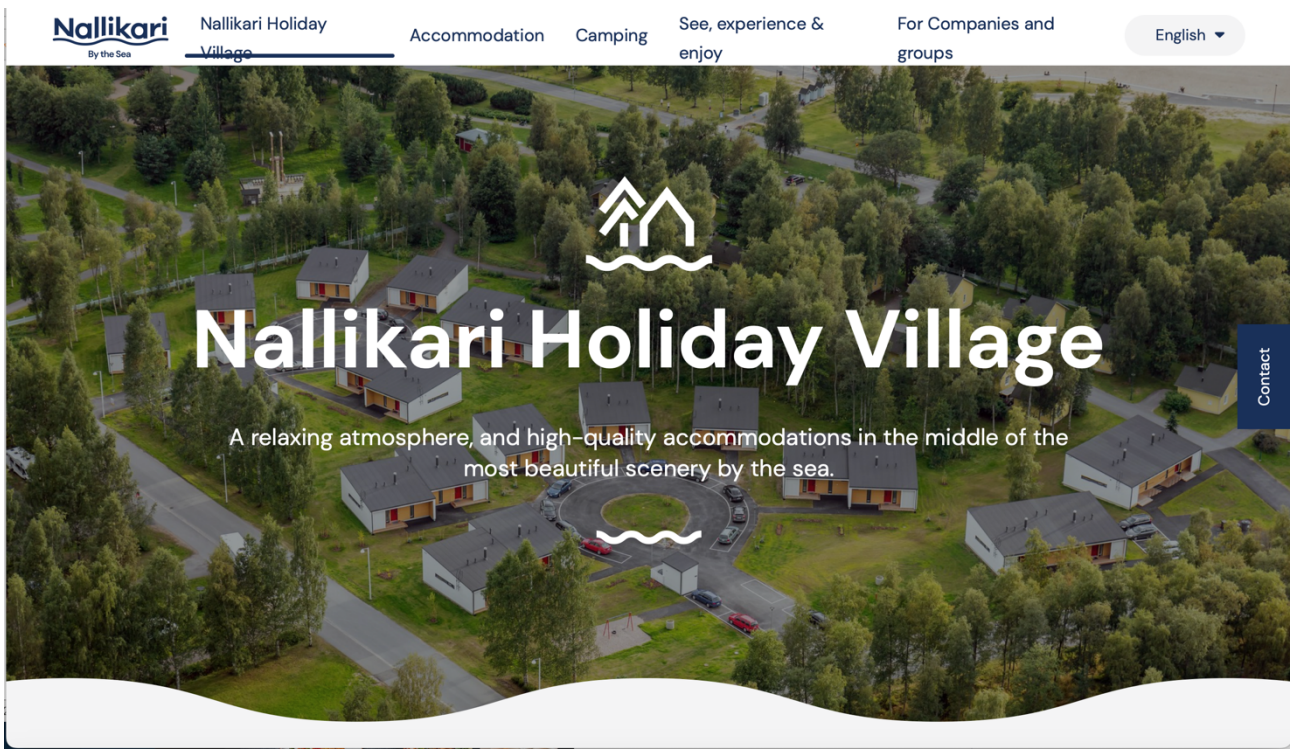 Nallikari
By the Sea
Nallikari Holiday
Village
Accommodation
Camping
See, experience &
enjoy
For Companies and
groups
English
Nallikari Holiday Village
A relaxing atmosphere, and high-quality accommodations in the middle of the
most beautiful scenery by the sea.
Contact